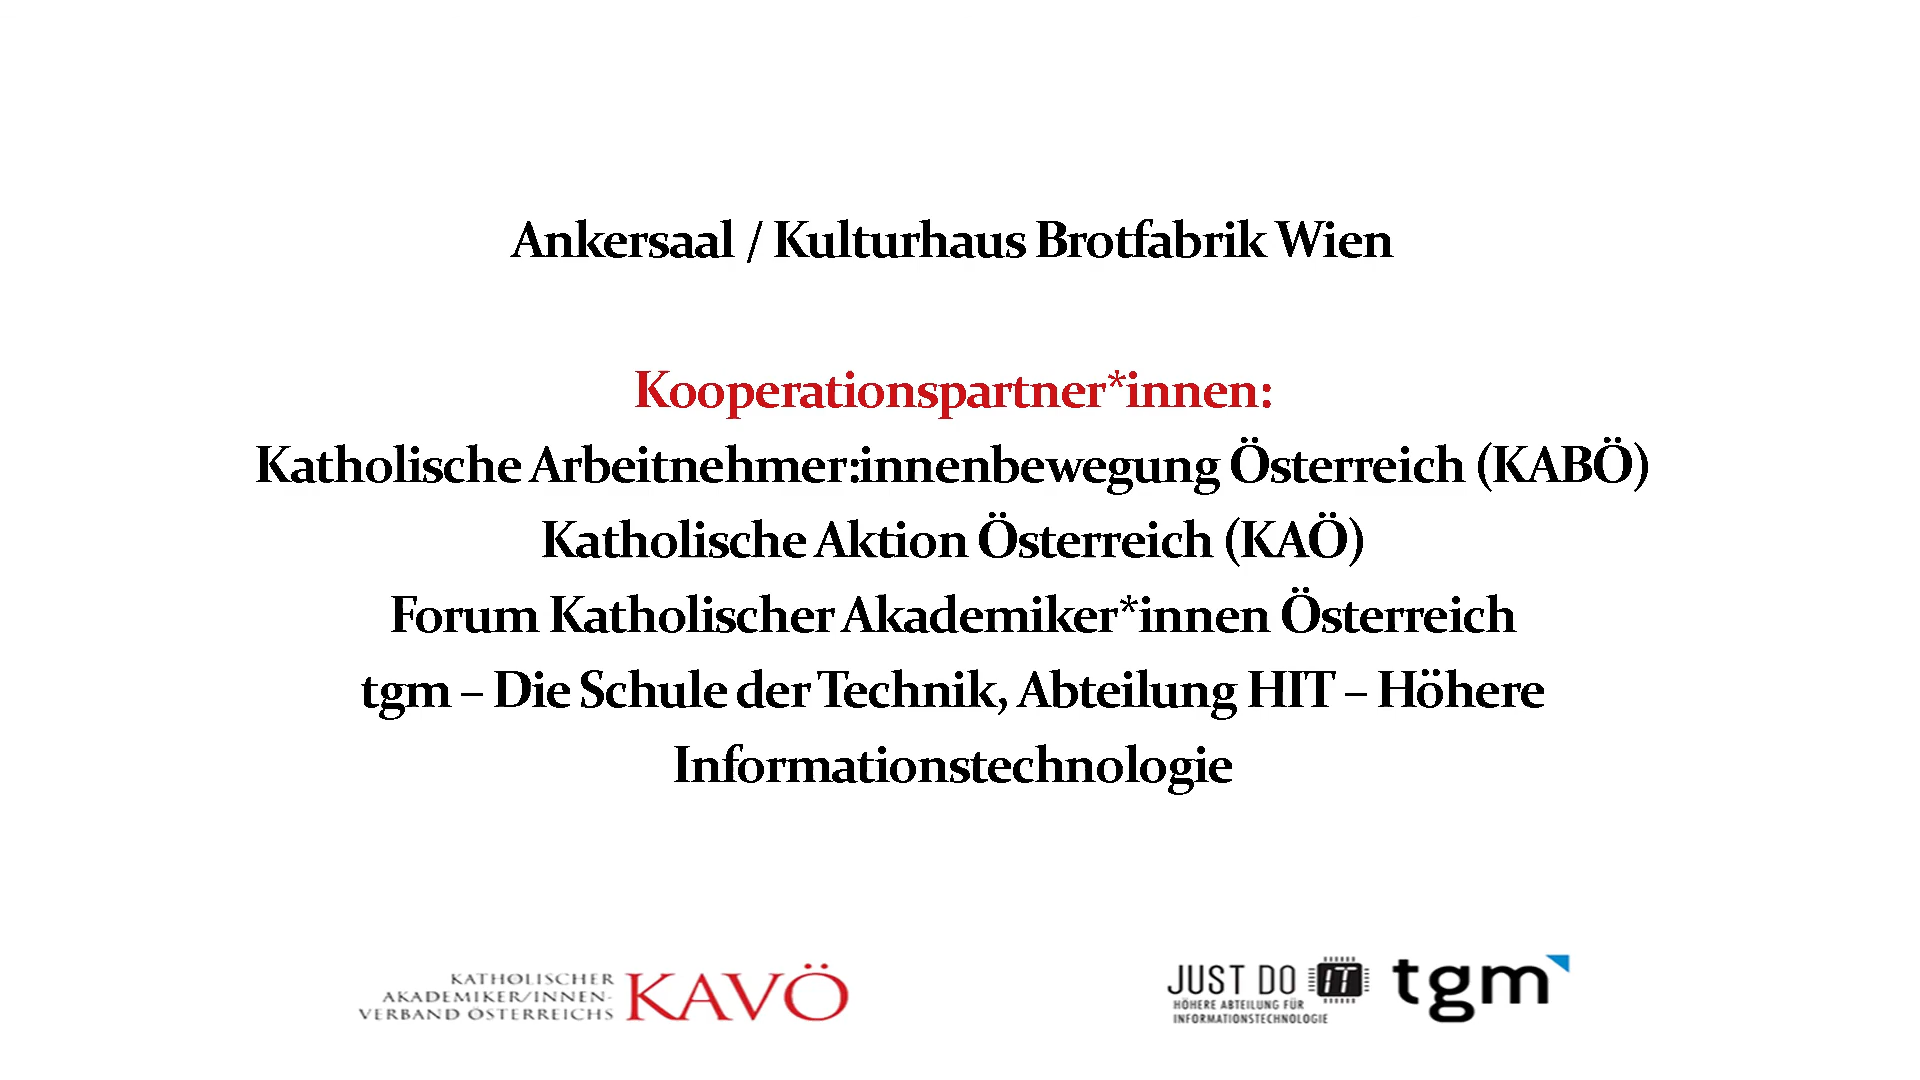 Ankersaal / Kulturhaus Brotfabrik Wien
Kooperationspartner*innen:
Katholische Arbeitnehmer:innenbewegung Österreich (KABÖ)
Katholische Aktion Österreich (KAÖ)
Forum Katholischer Akademiker*innen Österreich
tgm – Die Schule der Technik, Abteilung HIT – Höhere
Informationstechnologie
KATHOLISCHER
AKADEMIKER/INNEN-
VERBAND ÖSTERREICHS
KAVÖ
JUST DO IT
HÖHERE ABTEILUNG FÜR
INFORMATIONSTECHNOLOGIE
tgm